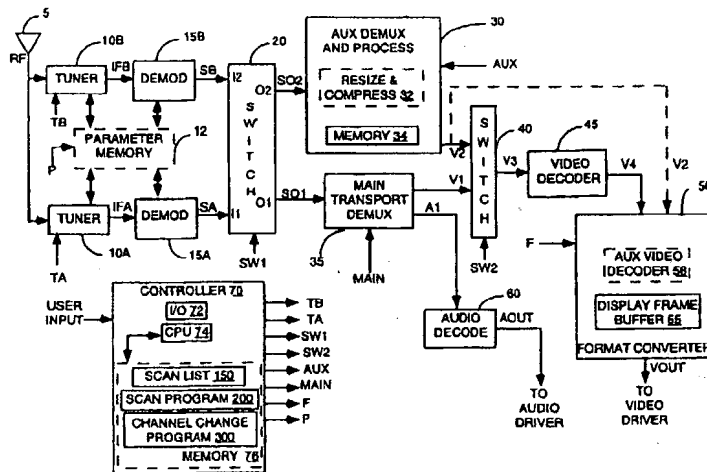 5
10B
15B
20
30
RF
TUNER
IFB
DEMOD
SB
I2
O2
SO2
AUX DEMUX
AND PROCESS
RESIZE &
COMPRESS 32
MEMORY 34
AUX
TB
PARAMETER
MEMORY
12
P
SWITCH
V2
SWITCH
40
45
V3
VIDEO
DECODER
V4
V2
50
TUNER
IFA
DEMOD
SA
I1
O1
SO1
MAIN
TRANSPORT
DEMUX
V1
A1
10A
15A
TA
SW1
35
MAIN
SW2
F
AUX VIDEO
DECODER 58
DISPLAY FRAME
BUFFER 55
FORMAT CONVERTER
VOUT
TO
VIDEO
DRIVER
60
AUDIO
DECODE
AOUT
TO
AUDIO
DRIVER
USER
INPUT
CONTROLLER 70
I/O 72
CPU 74
SCAN LIST 150
SCAN PROGRAM 200
CHANNEL CHANGE
PROGRAM 300
MEMORY 76
TB
TA
SW1
SW2
AUX
MAIN
F
P